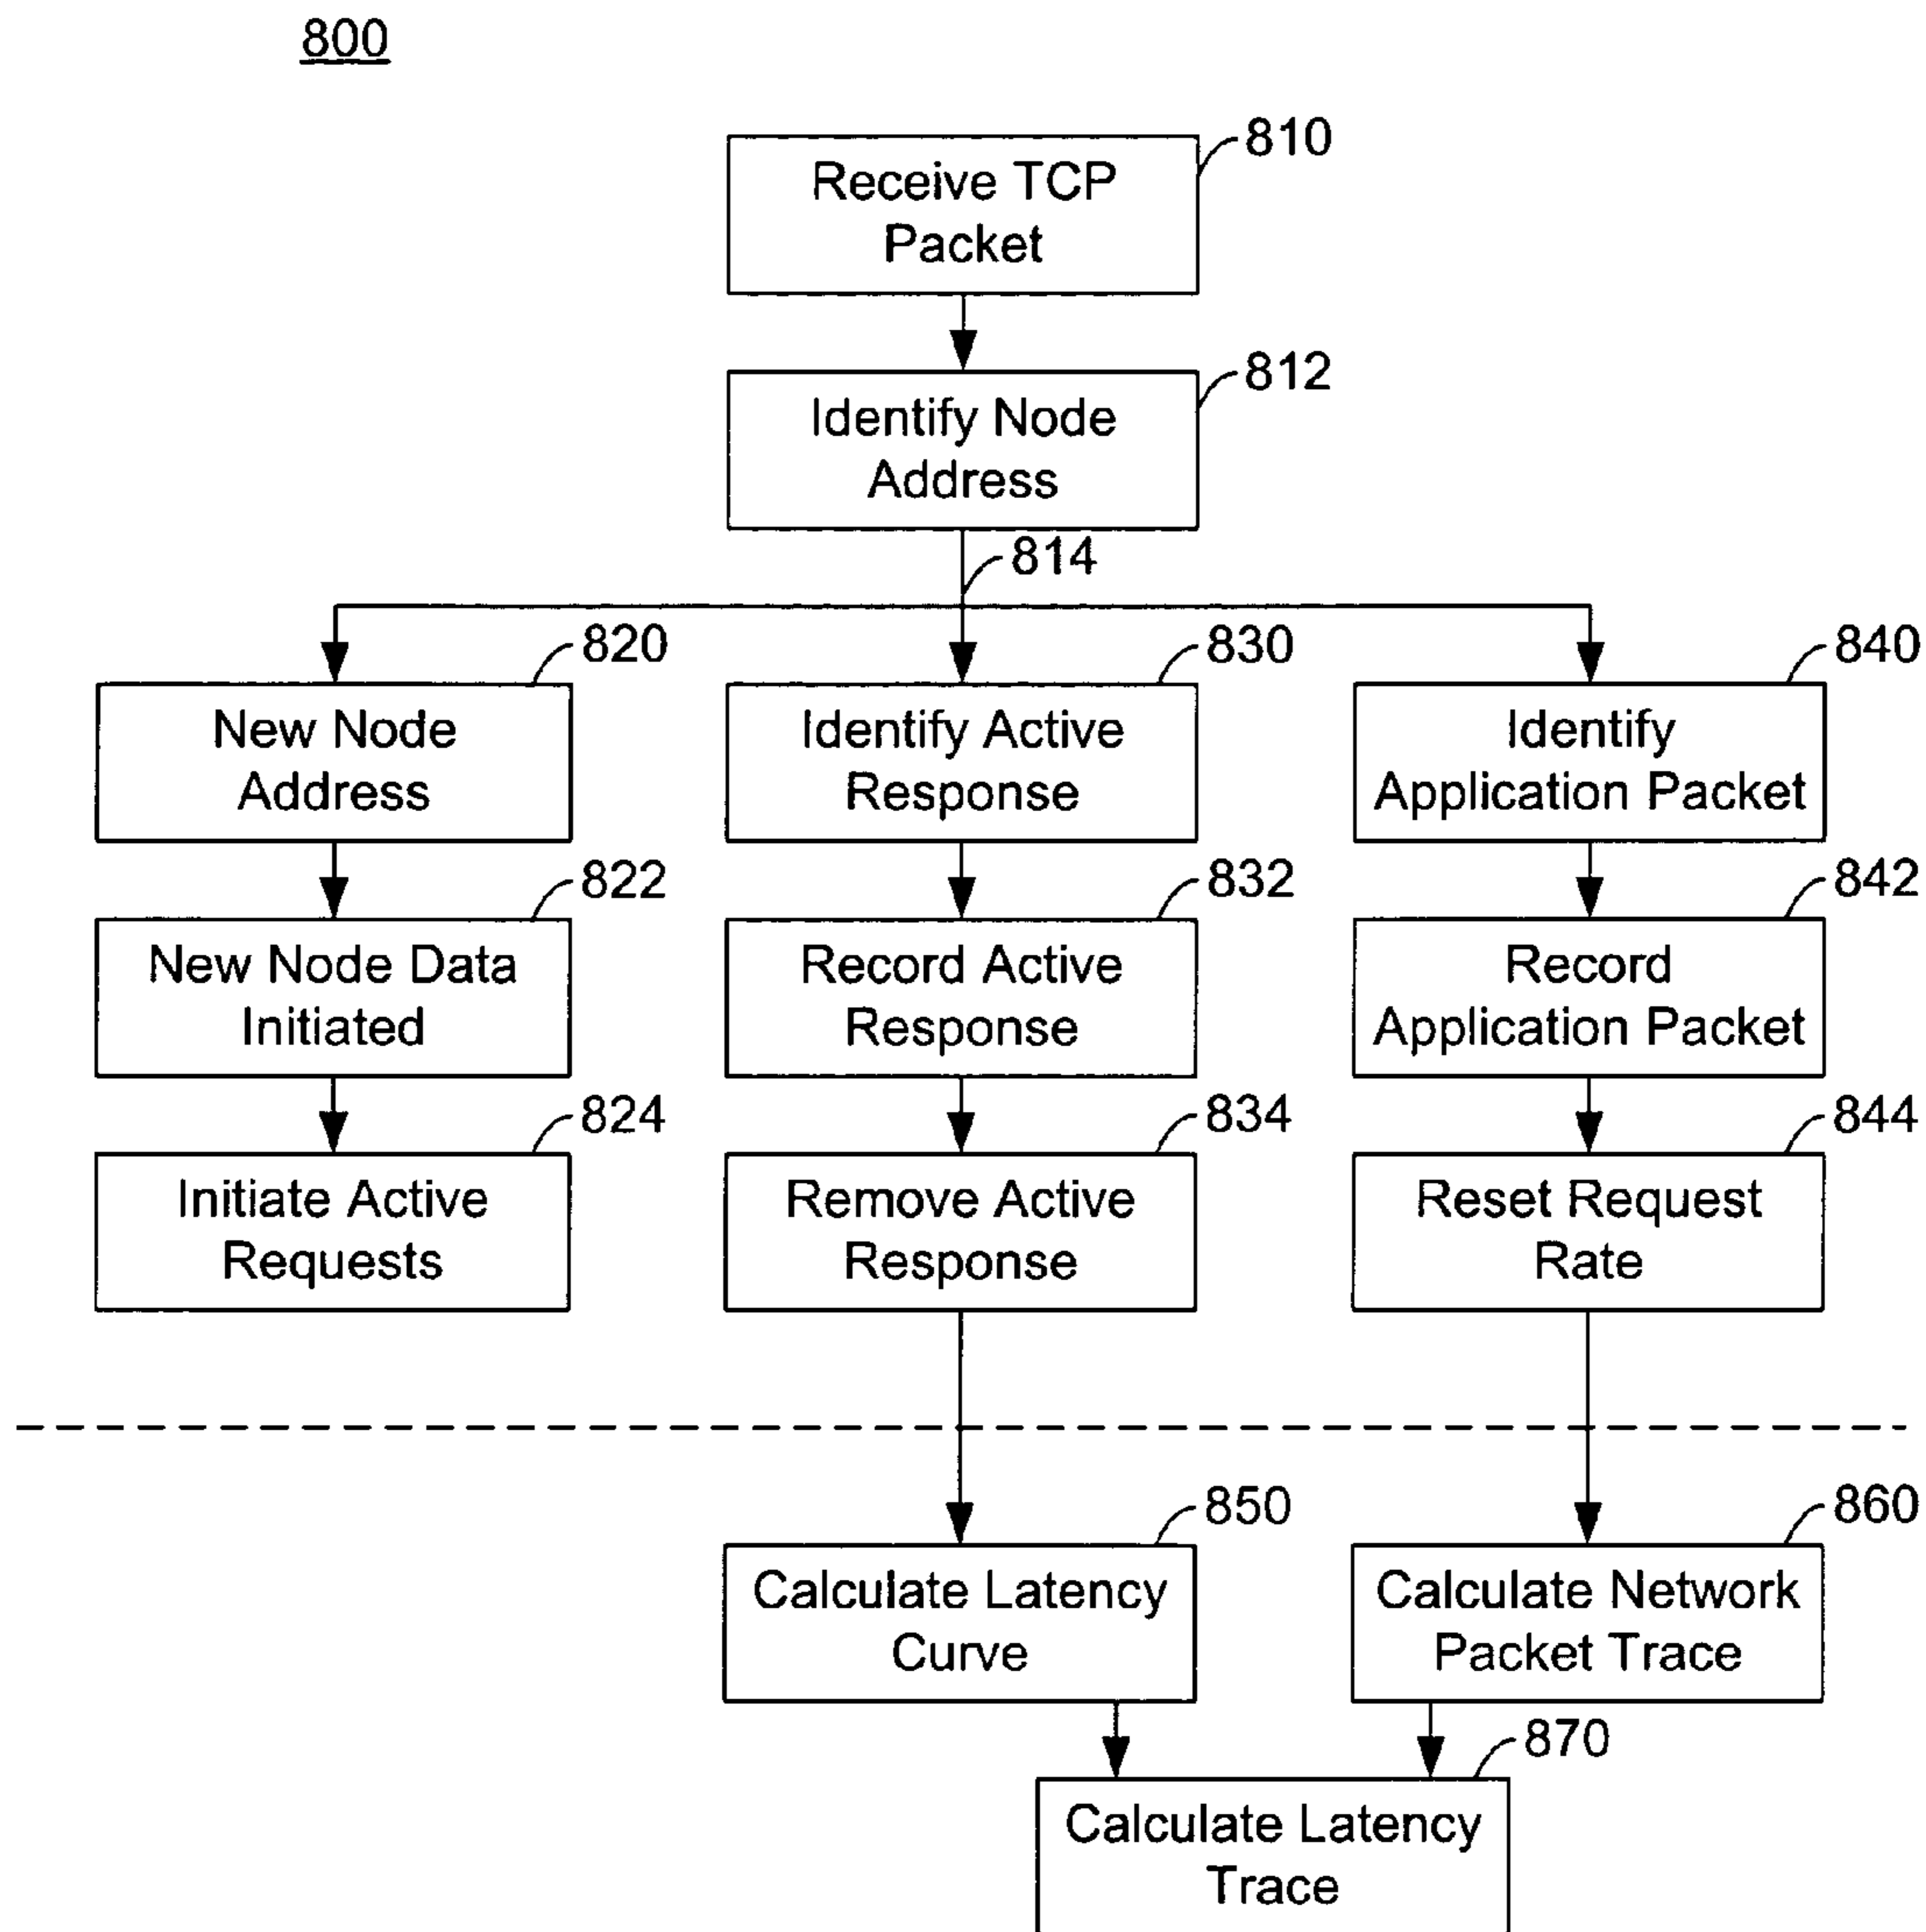 800
810
Receive TCP
Packet
812
Identify Node
Address
814
820
New Node
Address
830
Identify Active
Response
840
Identify
Application Packet
822
New Node Data
Initiated
832
Record Active
Response
842
Record
Application Packet
824
Initiate Active
Requests
834
Remove Active
Response
844
Reset Request
Rate
850
Calculate Latency
Curve
860
Calculate Network
Packet Trace
870
Calculate Latency
Trace